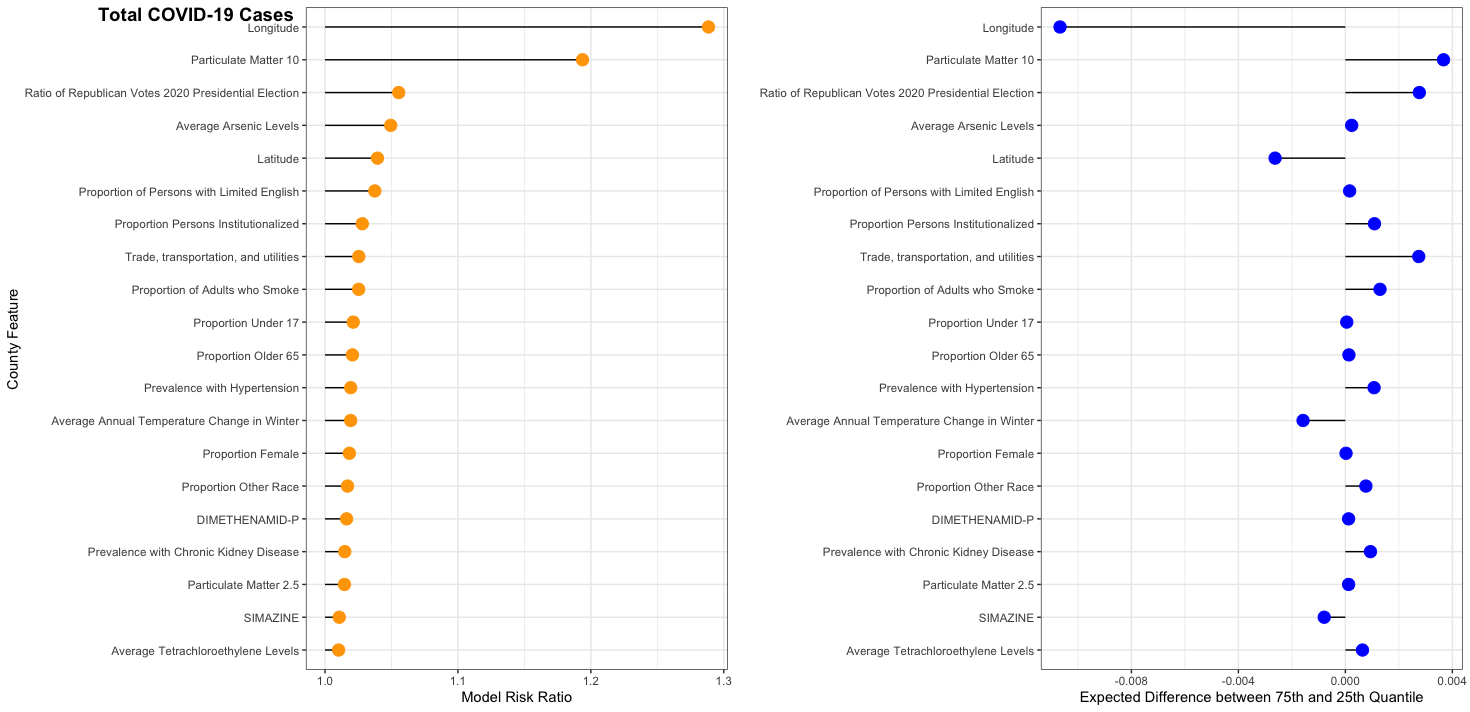 Total COVID-19 Cases
County Feature
Longitude
Particulate Matter 10
Ratio of Republican Votes 2020 Presidential Election
Average Arsenic Levels
Latitude
Proportion of Persons with Limited English
Proportion Persons Institutionalized
Trade, transportation, and utilities
Proportion of Adults who Smoke
Proportion Under 17
Proportion Older 65
Prevalence with Hypertension
Average Annual Temperature Change in Winter
Proportion Female
Proportion Other Race
DIMETHENAMID-P
Prevalence with Chronic Kidney Disease
Particulate Matter 2.5
SIMAZINE
Average Tetrachloroethylene Levels
1.0 1.1 1.2 1.3
Model Risk Ratio
Longitude
Particulate Matter 10
Ratio of Republican Votes 2020 Presidential Election
Average Arsenic Levels
Latitude
Proportion of Persons with Limited English
Proportion Persons Institutionalized
Trade, transportation, and utilities
Proportion of Adults who Smoke
Proportion Under 17
Proportion Older 65
Prevalence with Hypertension
Average Annual Temperature Change in Winter
Proportion Female
Proportion Other Race
DIMETHENAMID-P
Prevalence with Chronic Kidney Disease
Particulate Matter 2.5
SIMAZINE
Average Tetrachloroethylene Levels
-0.008 -0.004 0.000 0.004
Expected Difference between 75th and 25th Quantile